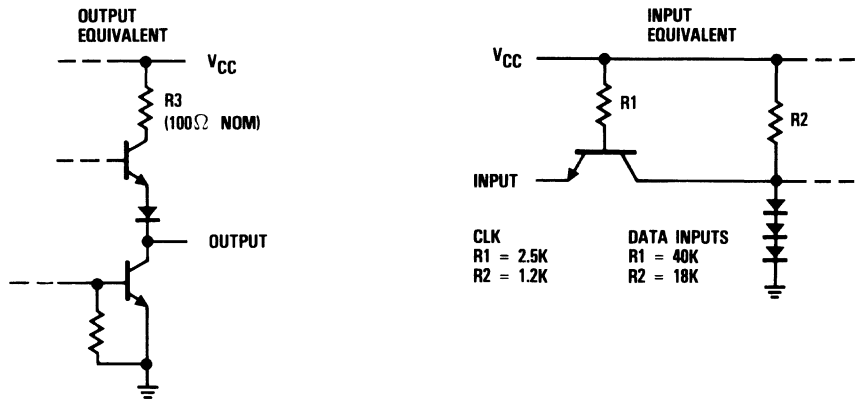 OUTPUT
EQUIVALENT
VCC
R3
(100Ω NOM)
OUTPUT
INPUT
EQUIVALENT
VCC
R1
R2
INPUT
CLK
R1 = 2.5K
R2 = 1.2K
DATA INPUTS
R1 = 40K
R2 = 18K